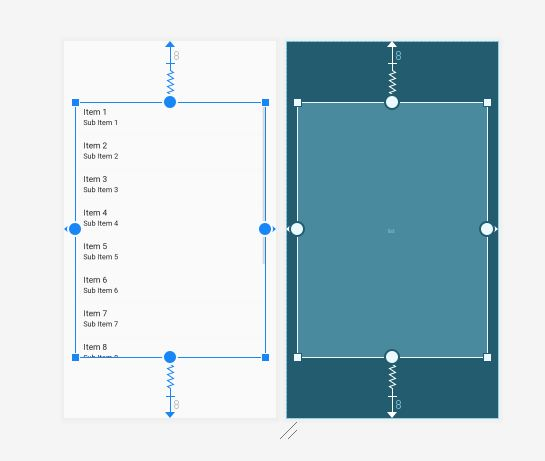 8
8
Item 1
Sub Item 1
Item 2
Sub Item 2
Item 3
Sub Item 3
Item 4
Sub Item 4
Item 5
Sub Item 5
Item 6
Sub Item 6
Item 7
Sub Item 7
Item 8
8
8